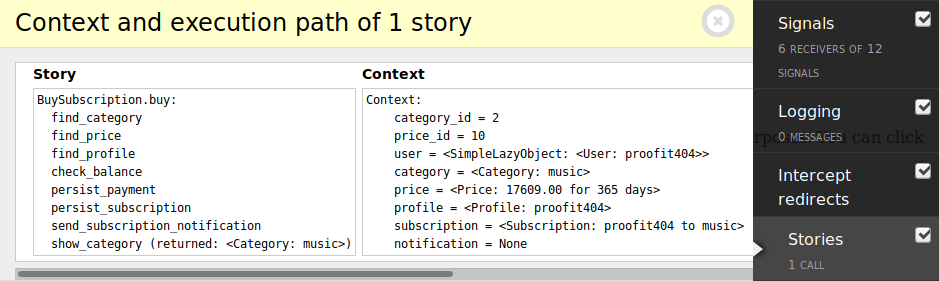 Context and execution path of 1 story
Story
BuySubscription.buy:
find_category
find_price
find_profile
check_balance
persist_payment
persist_subscription
send_subscription_notification
show_category (returned: <Category: music>)
Context
Context:
category_id = 2
price_id = 10
user = <SimpleLazyObject: <User: proofit404>>
category = <Category: music>
price = <Price: 17609.00 for 365 days>
profile = <Profile: proofit404>
subscription = <Subscription: proofit404 to music>
notification = None
Signals
6 RECEIVERS OF 12
SIGNALS
Logging
0 MESSAGES
can click
Intercept
redirects
Stories
1 CALL